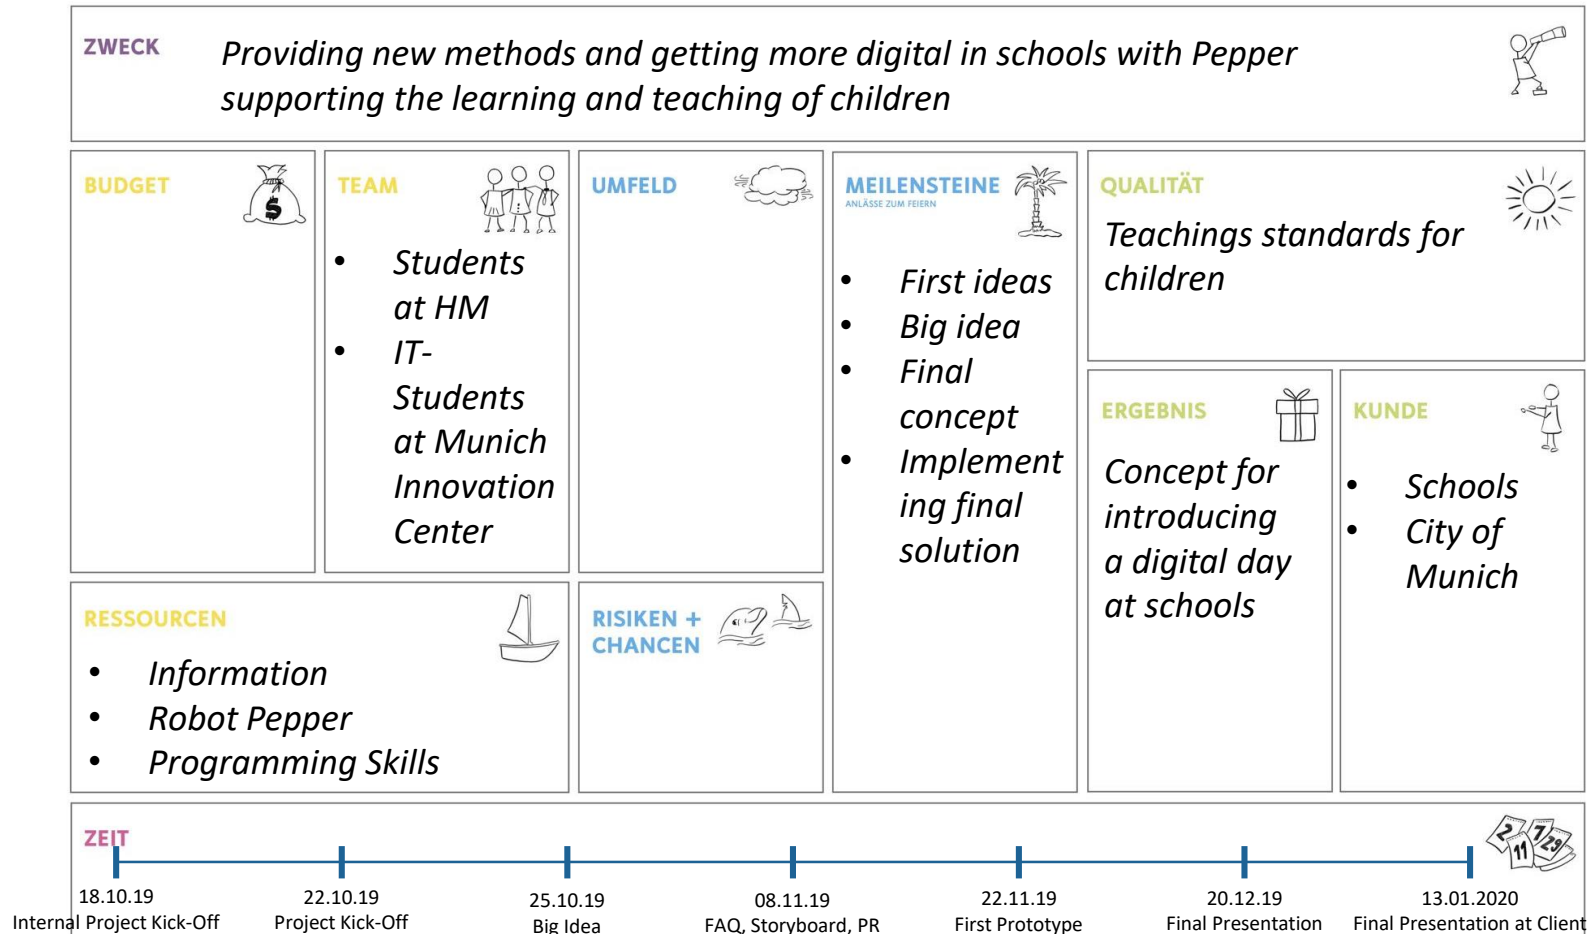 ZWECK
Providing new methods and getting more digital in schools with Pepper
supporting the learning and teaching of children
BUDGET
$
TEAM
• Students
at HM
• IT-
Students
at Munich
Innovation
Center
UMFELD
MEILENSTEINE
ANLÄSSE ZUM FEIERN
• First ideas
• Big idea
• Final
concept
• Implement
ing final
solution
QUALITÄT
Teachings standards for
children
ERGEBNIS
Concept for
introducing
a digital day
at schools
KUNDE
• Schools
• City of
Munich
RESSOURCEN
• Information
• Robot Pepper
• Programming Skills
RISIKEN +
CHANCEN
ZEIT
2
7
11
29
18.10.19
Internal Project Kick-Off
22.10.19
Project Kick-Off
25.10.19
Big Idea
08.11.19
FAQ, Storyboard, PR
22.11.19
First Prototype
20.12.19
Final Presentation
13.01.2020
Final Presentation at Client